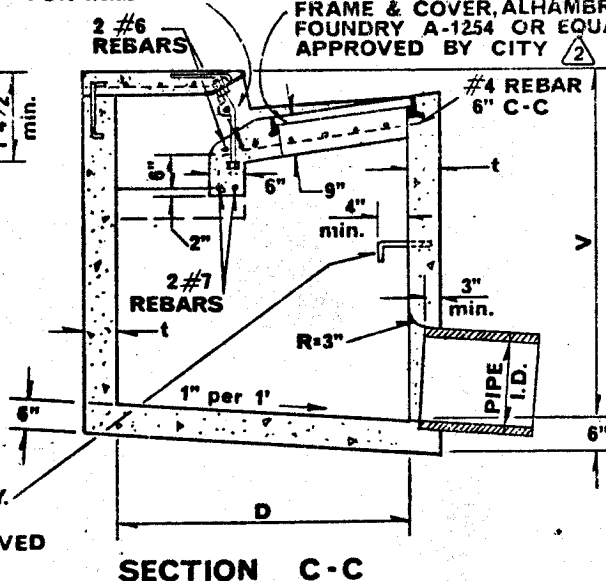 FRAME & COVER, ALHAMBR
FOUNDRY A-1254 OR EQUA
APPROVED BY CITY 2
2 #6
REBARS
#4 REBAR
6" C-C
min.
t
6"
6"
9"
4"
min.
2"
V
2 #7
REBARS
3"
min.
t
R=3"
PIPE
I.D.
1" per 1'
6"
6"
Y.
D
VED
SECTION C-C